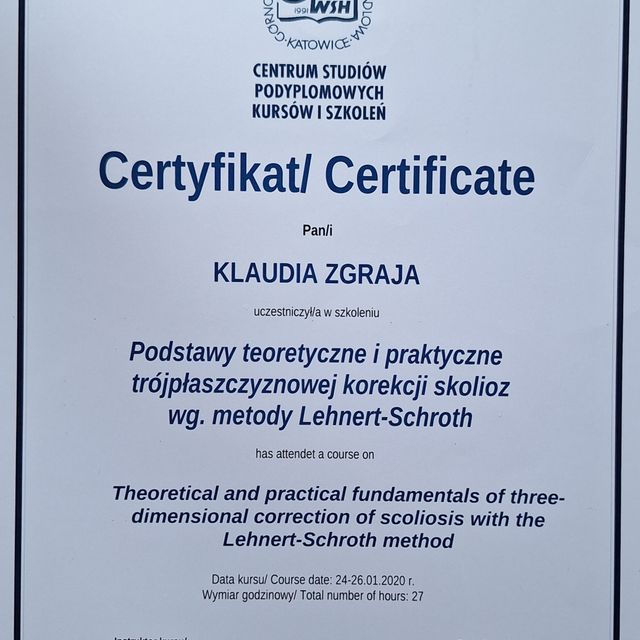 WSH
1991
KATOWICE
CENTRUM STUDIÓW
PODYPLOMOWYCH
KURSÓW I SZKOLEŃ
Certyfikat/ Certificate
Pan/i
KLAUDIA ZGRAJA
uczestniczył/a w szkoleniu
Podstawy teoretyczne i praktyczne
trójpłaszczyznowej korekcji skolioz
wg. metody Lehnert-Schroth
has attendet a course on
Theoretical and practical fundamentals of three-
dimensional correction of scoliosis with the
Lehnert-Schroth method
Data kursu/ Course date: 24-26.01.2020 r.
Wymiar godzinowy/ Total number of hours: 27